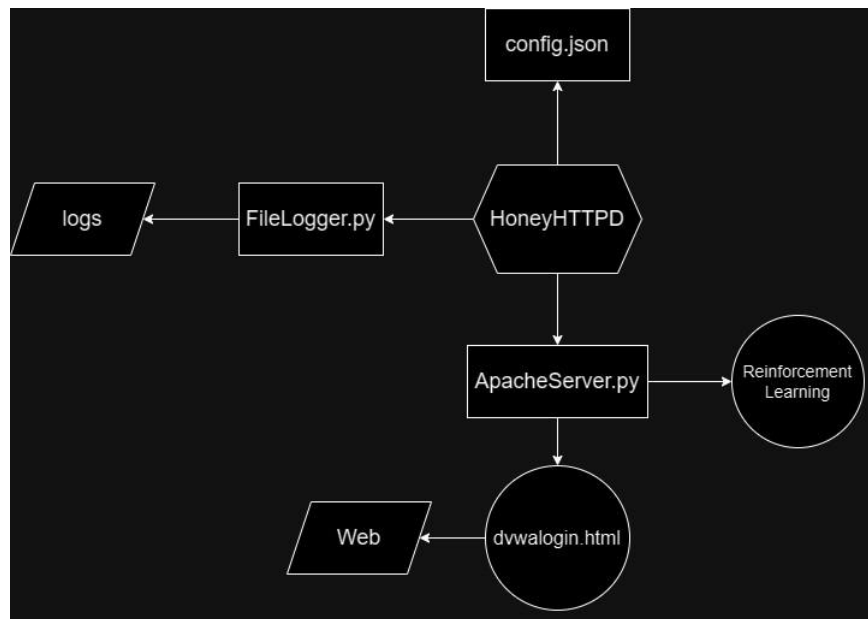 config.json
logs
FileLogger.py
HoneyHTTPD
ApacheServer.py
Reinforcement
Learning
Web
dvwalogin.html